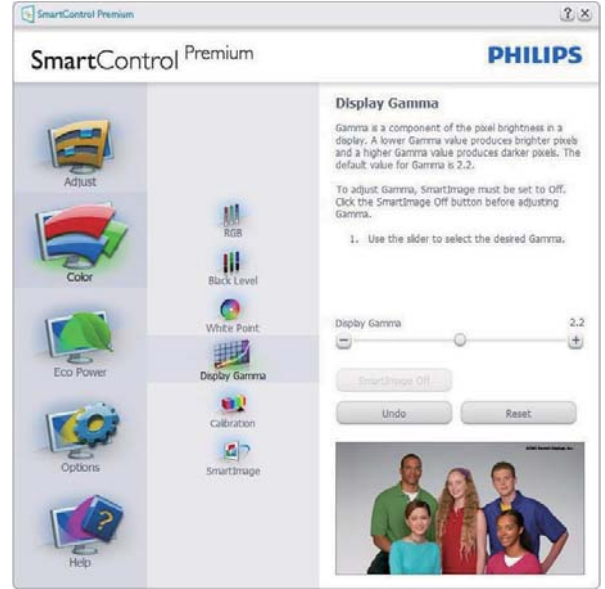 SmartControl Premium
SmartControl Premium
PHILIPS
Adjust
Color
Eco Power
Options
Help
RGB
Black Level
White Point
Display Gamma
Calibration
SmartImage
Display Gamma
Gamma is a component of the pixel brightness in a
display. A lower Gamma value produces brighter pixels
and a higher Gamma value produces darker pixels. The
default value for Gamma is 2.2.
To adjust Gamma, SmartImage must be set to Off.
Click the SmartImage Off button before adjusting
Gamma.
1. Use the slider to select the desired Gamma.
Display Gamma 2.2
SmartImage Off
Undo Reset